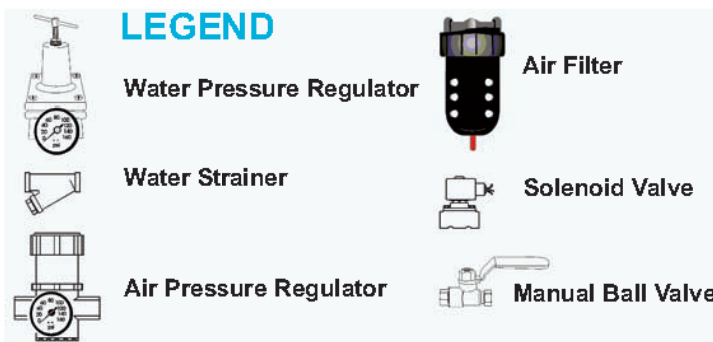 LEGEND
Water Pressure Regulator
Air Filter
Water Strainer
Solenoid Valve
Air Pressure Regulator
Manual Ball Valve